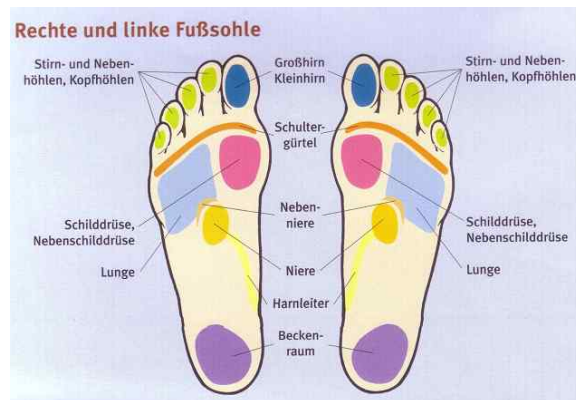 Rechte und linke Fußsohle
Stirn- und Neben-
höhlen, Kopfhöhlen
Großhirn
Kleinhirn
Stirn- und Neben-
höhlen, Kopfhöhlen
Schulter-
gürtel
Schilddrüse,
Nebenschilddrüse
Neben-
niere
Schilddrüse,
Nebenschilddrüse
Lunge
Niere
Lunge
Harnleiter
Becken-
raum